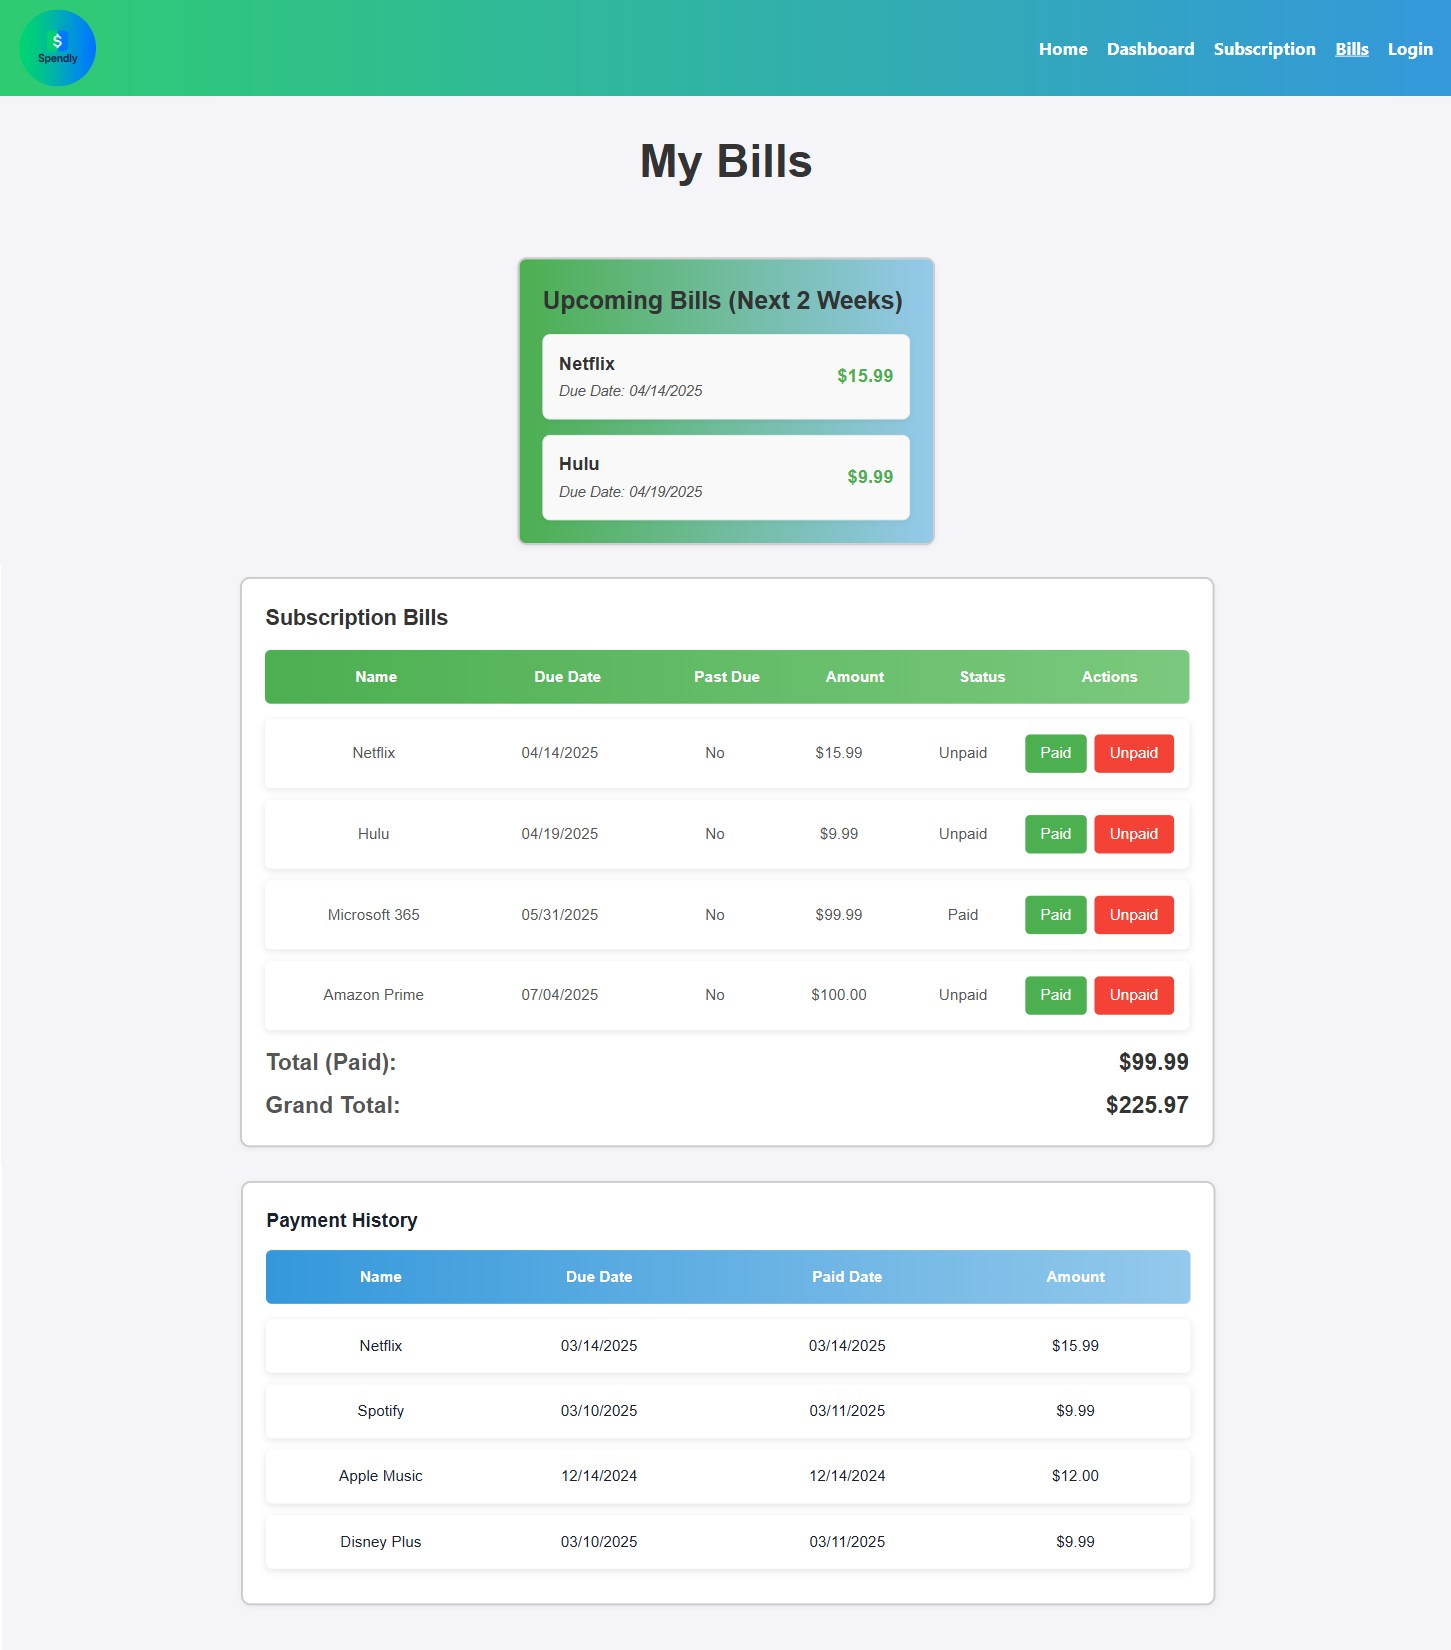 $
Spendly
Home Dashboard Subscription Bills Login
My Bills
Upcoming Bills (Next 2 Weeks)
Netflix
Due Date: 04/14/2025
$15.99
Hulu
Due Date: 04/19/2025
$9.99
Subscription Bills
Name Due Date Past Due Amount Status Actions
Netflix 04/14/2025 No $15.99 Unpaid Paid Unpaid
Hulu 04/19/2025 No $9.99 Unpaid Paid Unpaid
Microsoft 365 05/31/2025 No $99.99 Paid Paid Unpaid
Amazon Prime 07/04/2025 No $100.00 Unpaid Paid Unpaid
Total (Paid): $99.99
Grand Total: $225.97
Payment History
Name Due Date Paid Date Amount
Netflix 03/14/2025 03/14/2025 $15.99
Spotify 03/10/2025 03/11/2025 $9.99
Apple Music 12/14/2024 12/14/2024 $12.00
Disney Plus 03/10/2025 03/11/2025 $9.99